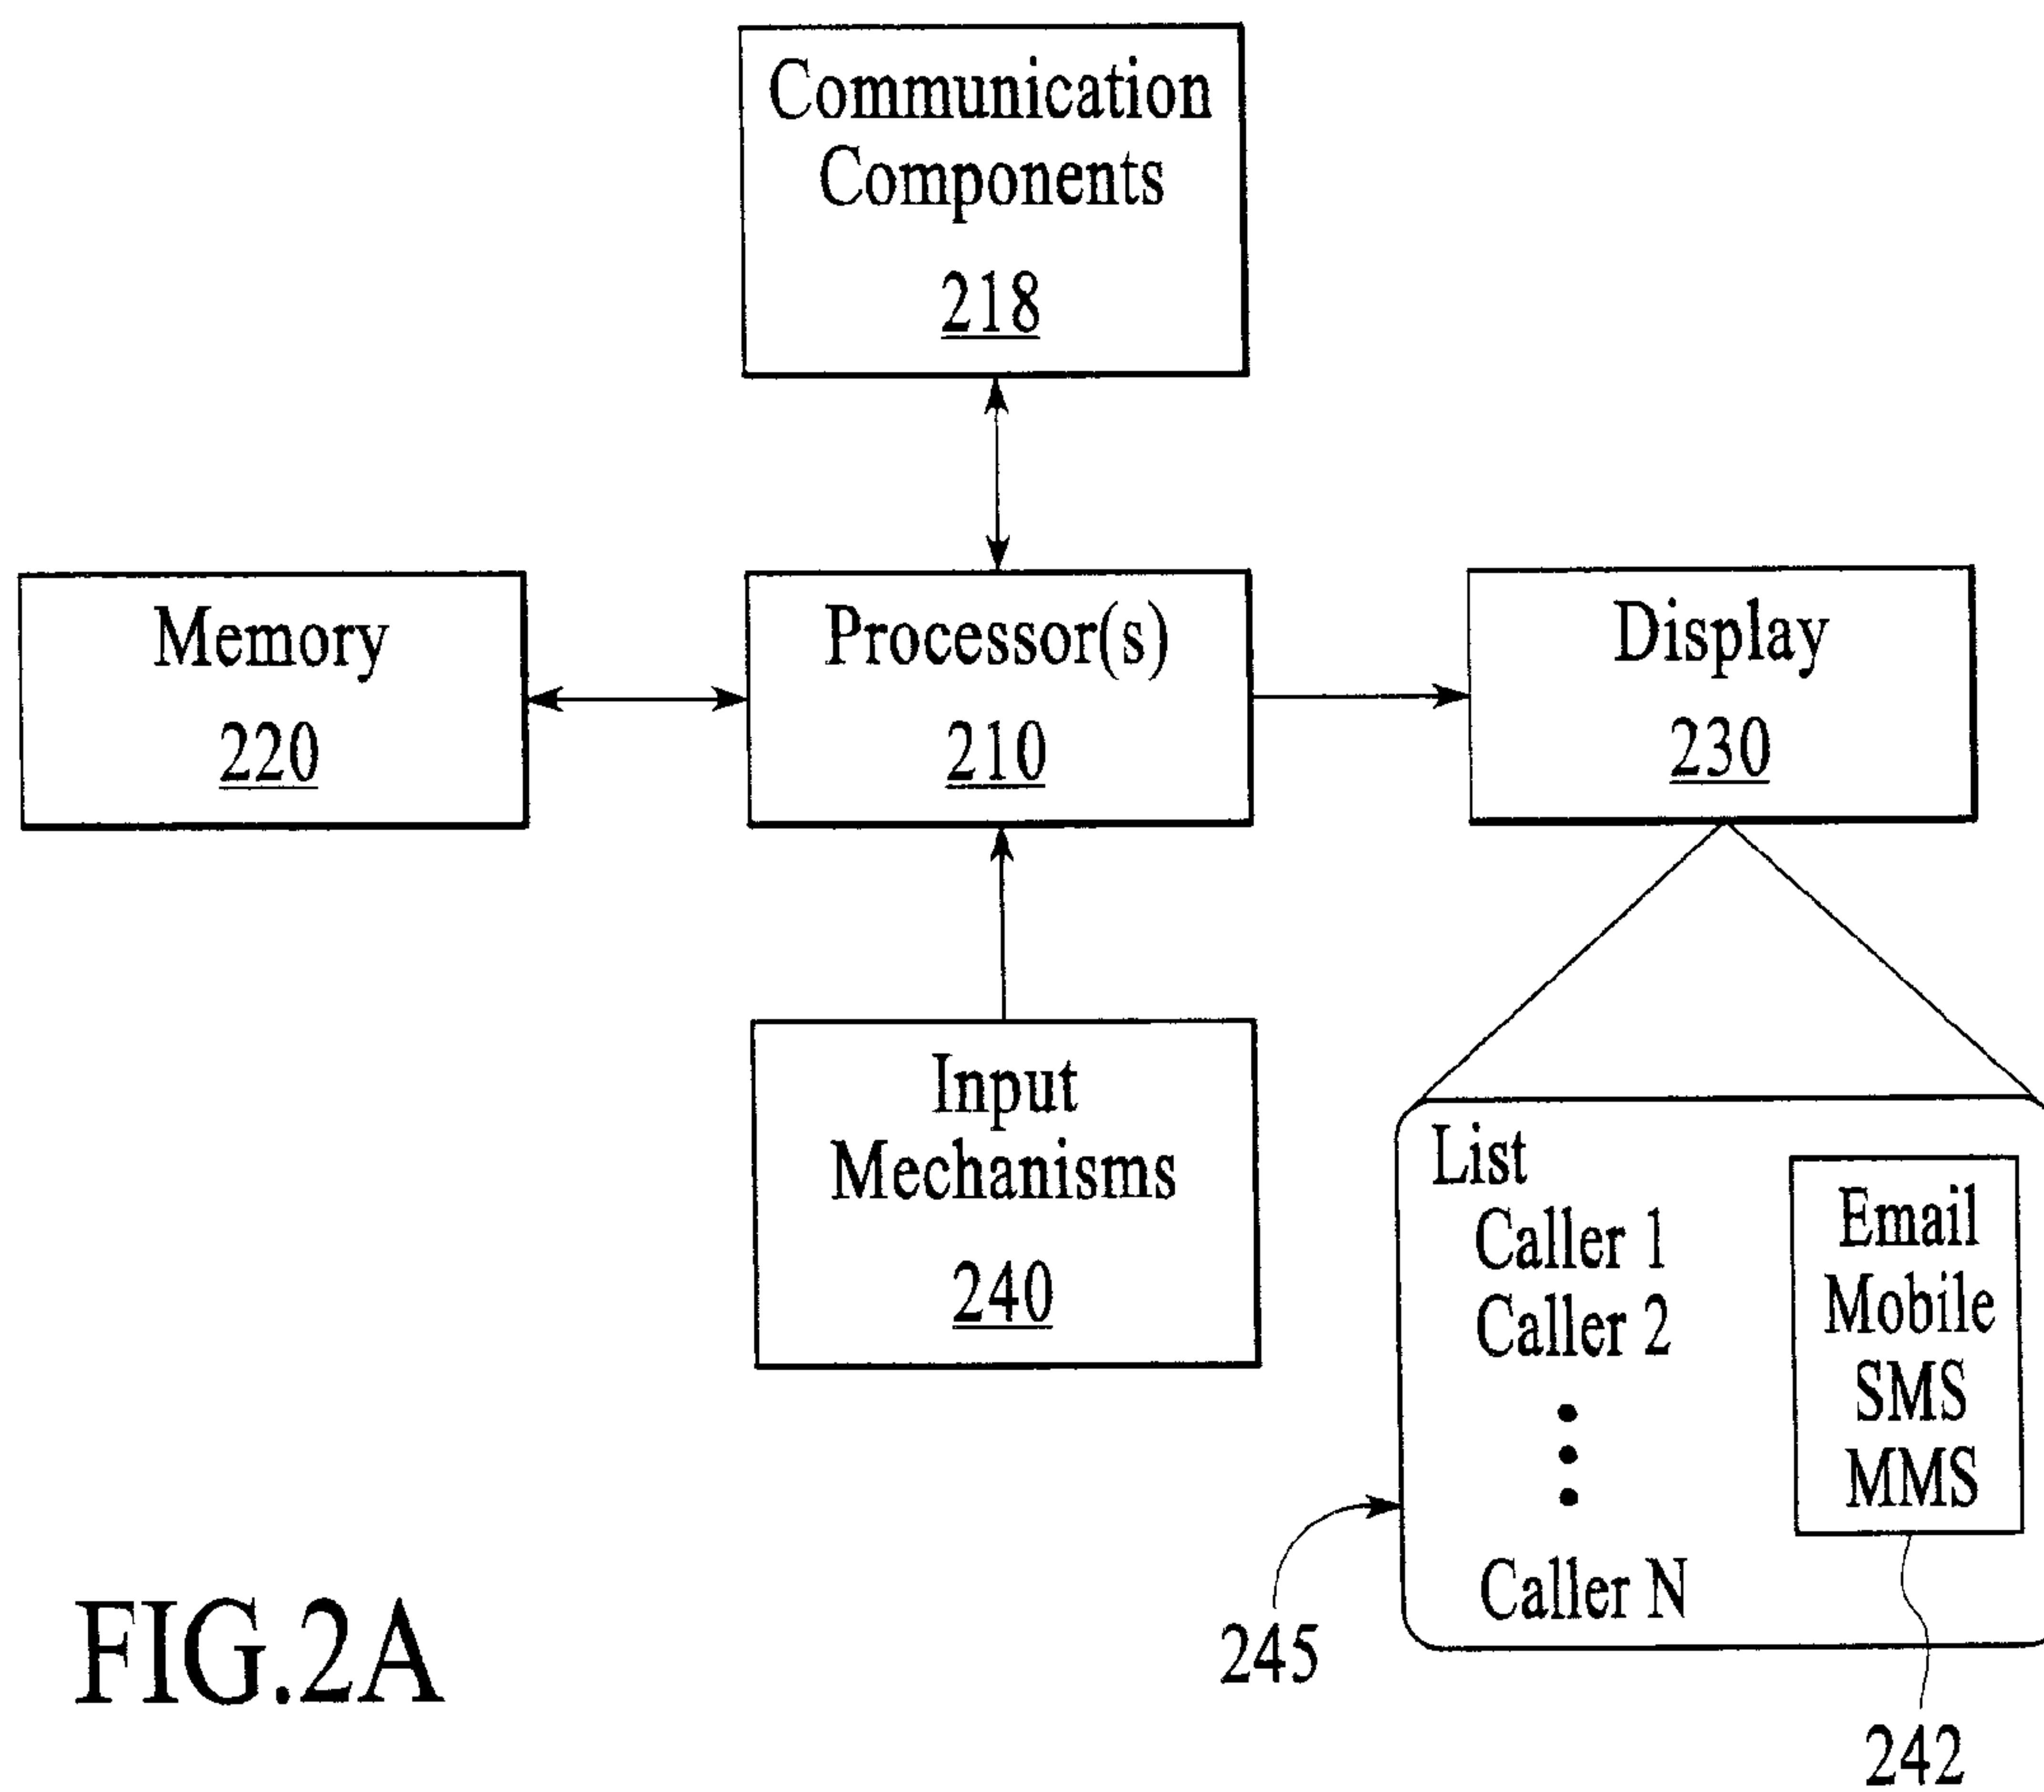 Communication
Components
218
Memory
220
Processor(s)
210
Display
230
Input
Mechanisms
240
List
Caller 1
Caller 2
Caller N
Email
Mobile
SMS
MMS
245
242
FIG.2A